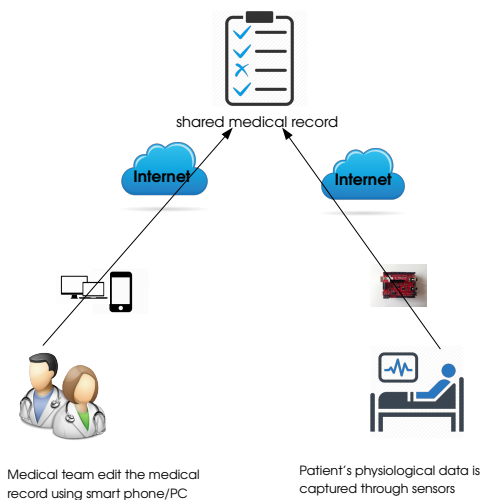 shared medical record
Internet
Internet
Medical team edit the medical
record using smart phone/PC
Patient's physiological data is
captured through sensors